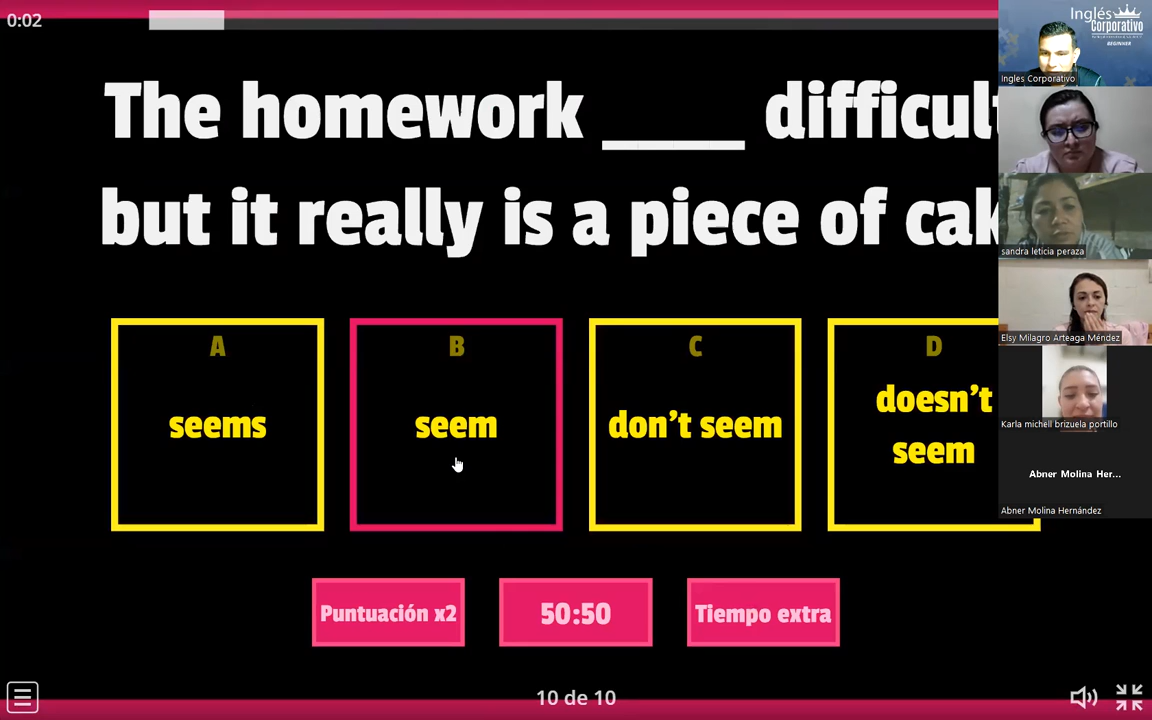 0:02
The homework ____ difficult
but it really is a piece of cak
A
seems
B
seem
C
don't seem
D
doesn't
seem
Puntuación x2
50:50
Tiempo extra
10 de 10
Inglés
Corporativo
BEGINNER
Ingles Corporativo
sandra leticia peraza
Elsy Milagro Arteaga Méndez
Karla michell brizuela portillo
Abner Molina Her...
Abner Molina Hernández